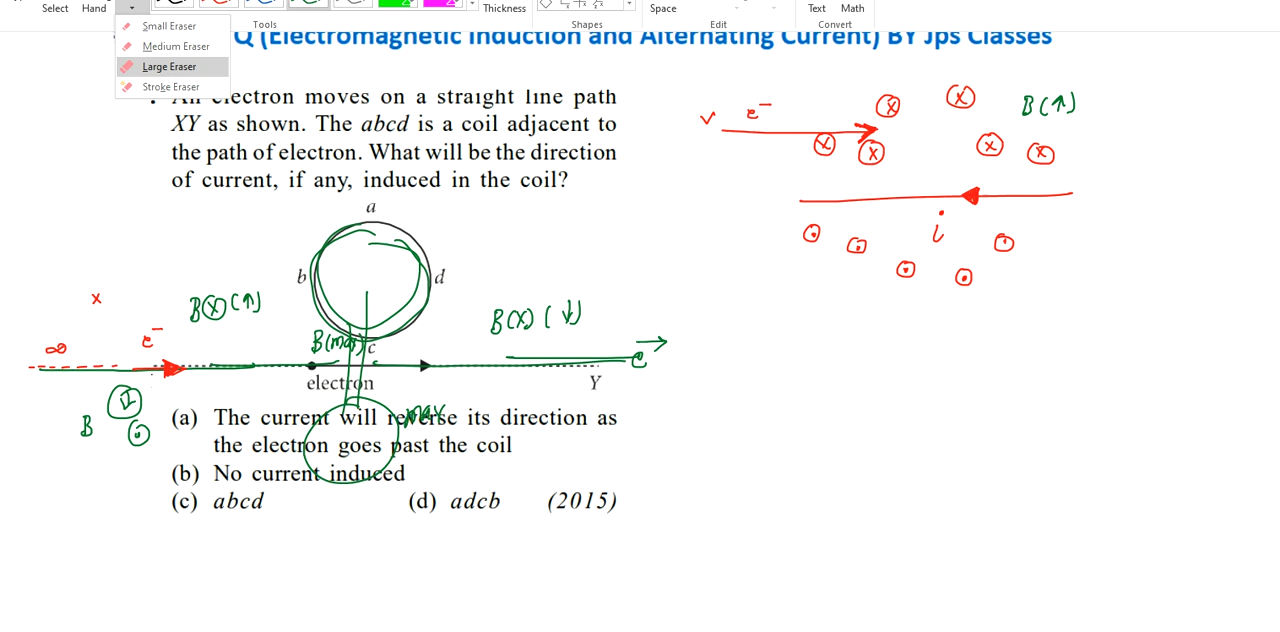 Select Hand Thickness Space Text Math
Small Eraser Tools Shapes Edit Convert
Medium Eraser
Large Eraser
Stroke Eraser
Q (Electromagnetic Induction and Alternating Current) BY Jps Classes
An electron moves on a straight line path
XY as shown. The abcd is a coil adjacent to
the path of electron. What will be the direction
of current, if any, induced in the coil?
v e⁻ B(↑)
i
a
b d
B(x)(↑)
B(x)(↓)
∞ e⁻ B(max) c
e
electron Y
B
max
(a) The current will reverse its direction as
the electron goes past the coil
(b) No current induced
(c) abcd (d) adcb (2015)